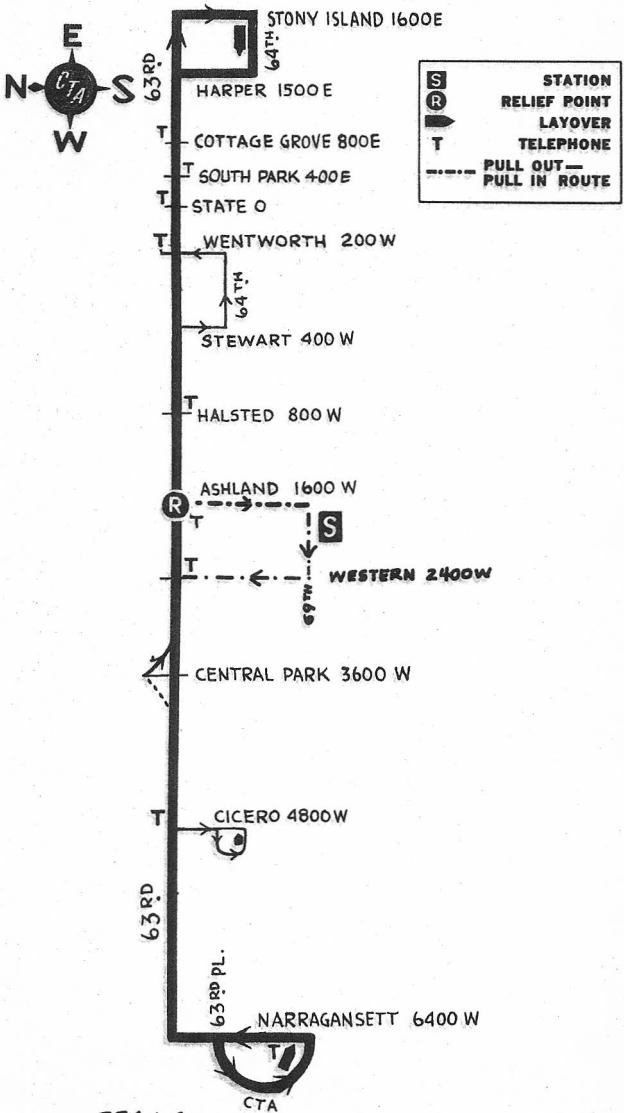 STONY ISLAND 1600E
64TH
63RD
HARPER 1500E
E
N CTA S
W
S STATION
R RELIEF POINT
LAYOVER
T TELEPHONE
PULL OUT—
PULL IN ROUTE
T COTTAGE GROVE 800E
T SOUTH PARK 400E
T STATE 0
T WENTWORTH 200W
64TH
STEWART 400W
T HALSTED 800W
ASHLAND 1600W
R
T
S
T WESTERN 2400W
69TH
CENTRAL PARK 3600W
T CICERO 4800W
63RD
63RD PL.
NARRAGANSETT 6400W
T
CTA